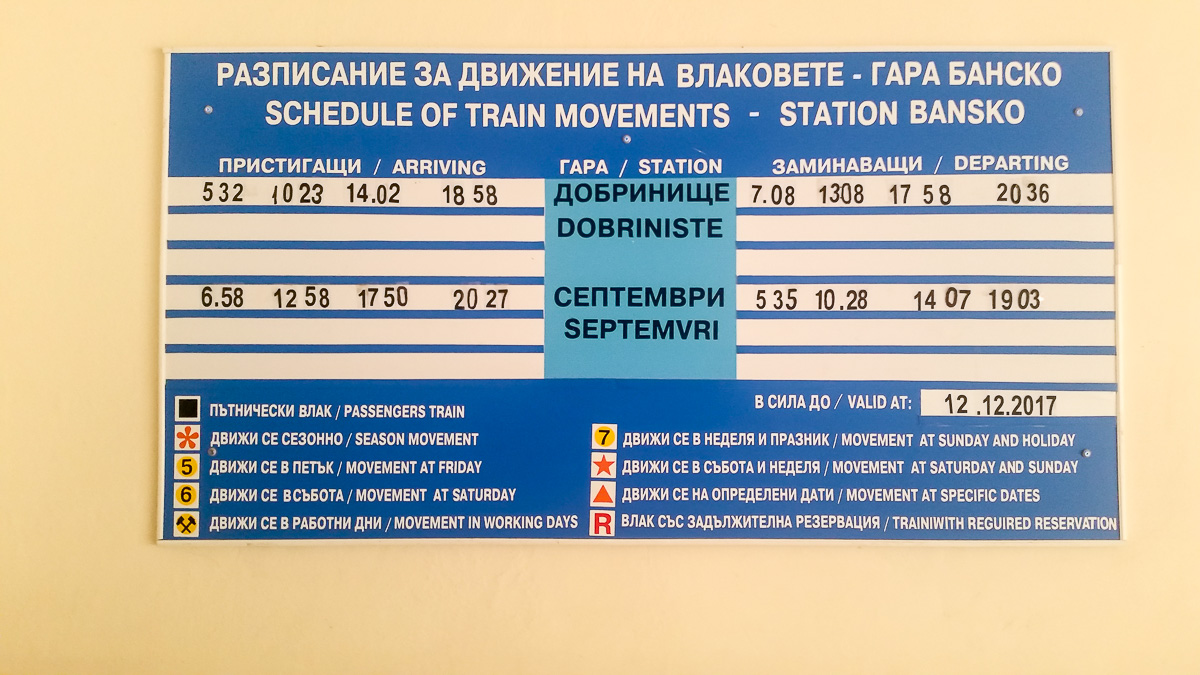 РАЗПИСАНИЕ ЗА ДВИЖЕНИЕ НА ВЛАКОВЕТЕ - ГАРА БАНСКО
SCHEDULE OF TRAIN MOVEMENTS - STATION BANSKO
ПРИСТИГАЩИ / ARRIVING ГАРА / STATION ЗАМИНАВАЩИ / DEPARTING
5 32 10 23 14.02 18 58 ДОБРИНИЩЕ 7.08 1308 17 58 20 36
DOBRINISTE
6.58 12 58 17 50 20 27 СЕПТЕМВРИ 5 35 10.28 14 07 19 03
SEPTEMVRI
ПЪТНИЧЕСКИ ВЛАК / PASSENGERS TRAIN В СИЛА ДО / VALID AT: 12 .12.2017
ДВИЖИ СЕ СЕЗОННО / SEASON MOVEMENT 7 ДВИЖИ СЕ В НЕДЕЛЯ И ПРАЗНИК / MOVEMENT AT SUNDAY AND HOLIDAY
5 ДВИЖИ СЕ В ПЕТЪК / MOVEMENT AT FRIDAY ДВИЖИ СЕ В СЪБОТА И НЕДЕЛЯ / MOVEMENT AT SATURDAY AND SUNDAY
6 ДВИЖИ СЕ В СЪБОТА / MOVEMENT AT SATURDAY ДВИЖИ СЕ НА ОПРЕДЕЛЕНИ ДАТИ / MOVEMENT AT SPECIFIC DATES
ДВИЖИ СЕ В РАБОТНИ ДНИ / MOVEMENT IN WORKING DAYS R ВЛАК СЪС ЗАДЪЛЖИТЕЛНА РЕЗЕРВАЦИЯ / TRAINIWITH REGUIRED RESERVATION